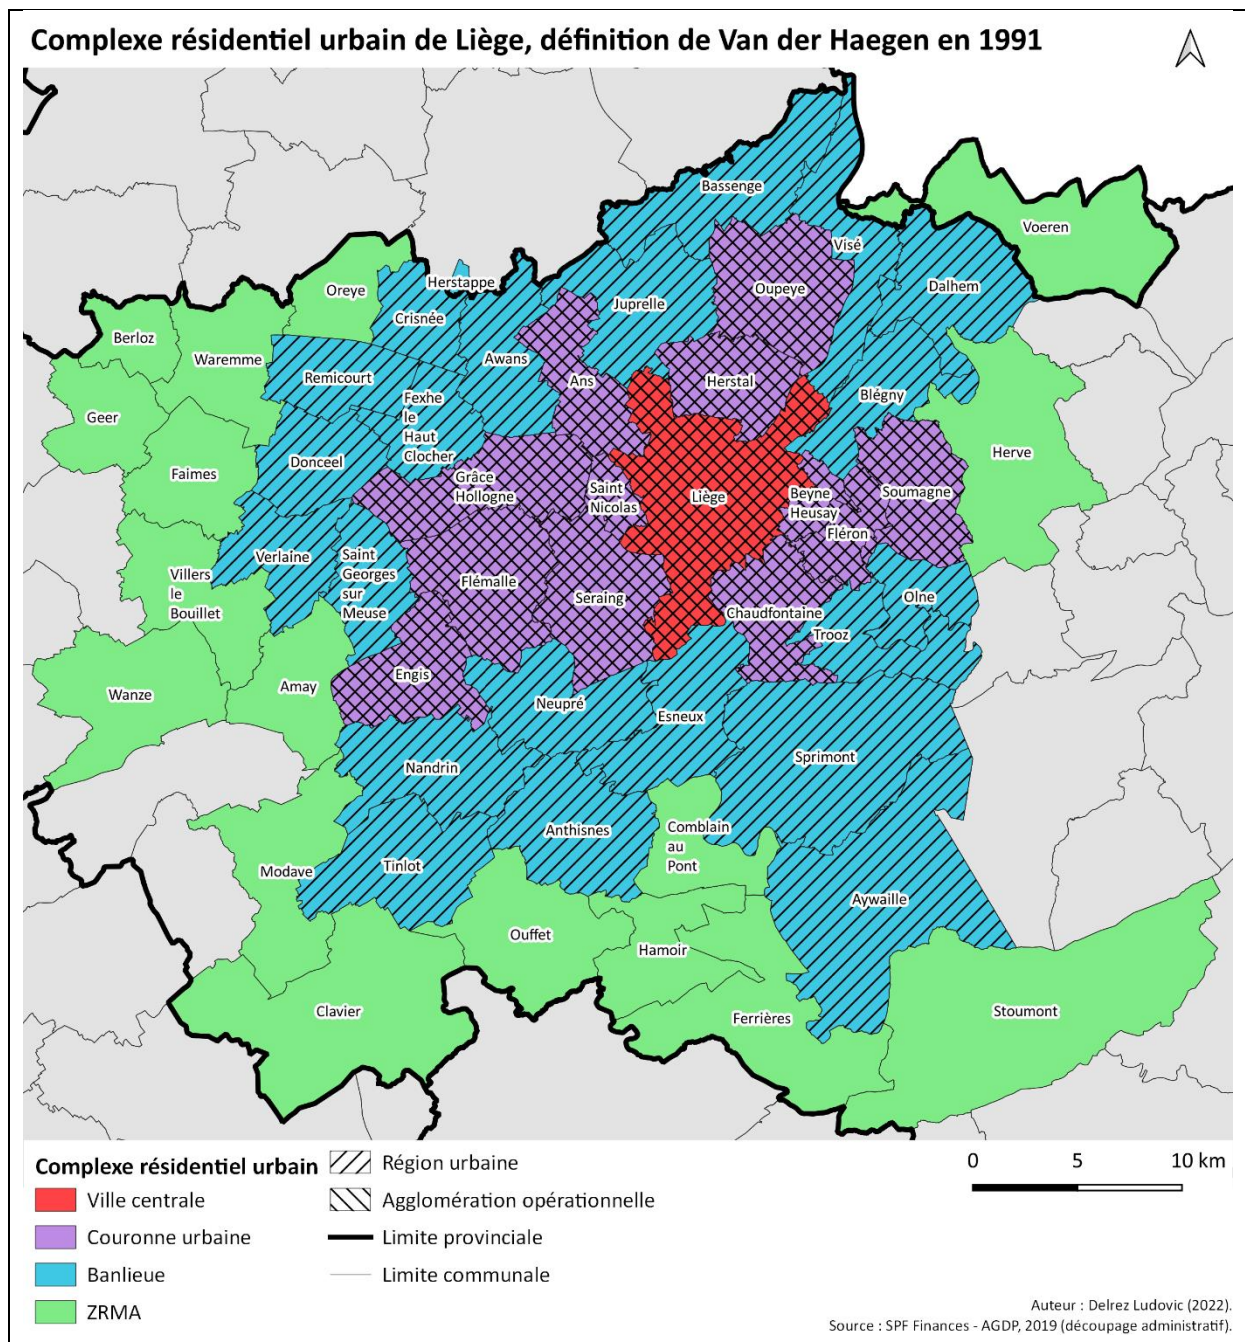 Complexe résidentiel urbain de Liège, définition de Van der Haegen en 1991
Bassenge
Voeren
Visé
Herstappe
Oreye
Oupeye
Dalhem
Juprelle
Crisnée
Berloz
Waremme
Awans
Remicourt
Ans
Herstal
Fexhe
le
Haut
Clocher
Blégny
Geer
Herve
Donceel
Faimes
Grâce
Hollogne
Saint
Nicolas
Liège
Beyne
Heusay
Soumagne
Fléron
Verlaine
Saint
Georges
sur
Meuse
Villers
le
Bouillet
Flémalle
Seraing
Olne
Chaudfontaine
Trooz
Engis
Amay
Wanze
Neupré
Esneux
Sprimont
Nandrin
Anthisnes
Comblain
au
Pont
Tinlot
Modave
Aywaille
Ouffet
Hamoir
Clavier
Ferrières
Stoumont
Complexe résidentiel urbain
Ville centrale
Couronne urbaine
Banlieue
ZRMA
Région urbaine
Agglomération opérationnelle
Limite provinciale
Limite communale
0 5 10 km
Auteur : Delrez Ludovic (2022).
Source : SPF Finances - AGDP, 2019 (découpage administratif).